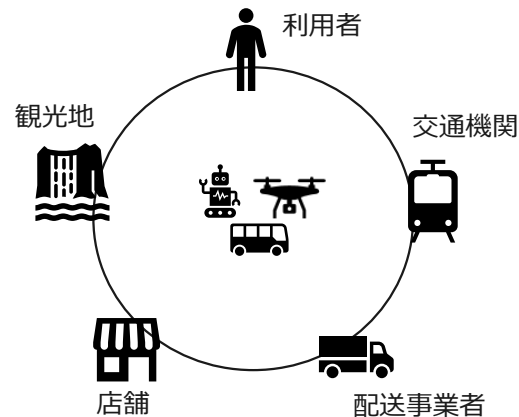 利用者
観光地
交通機関
店舗
配送事業者